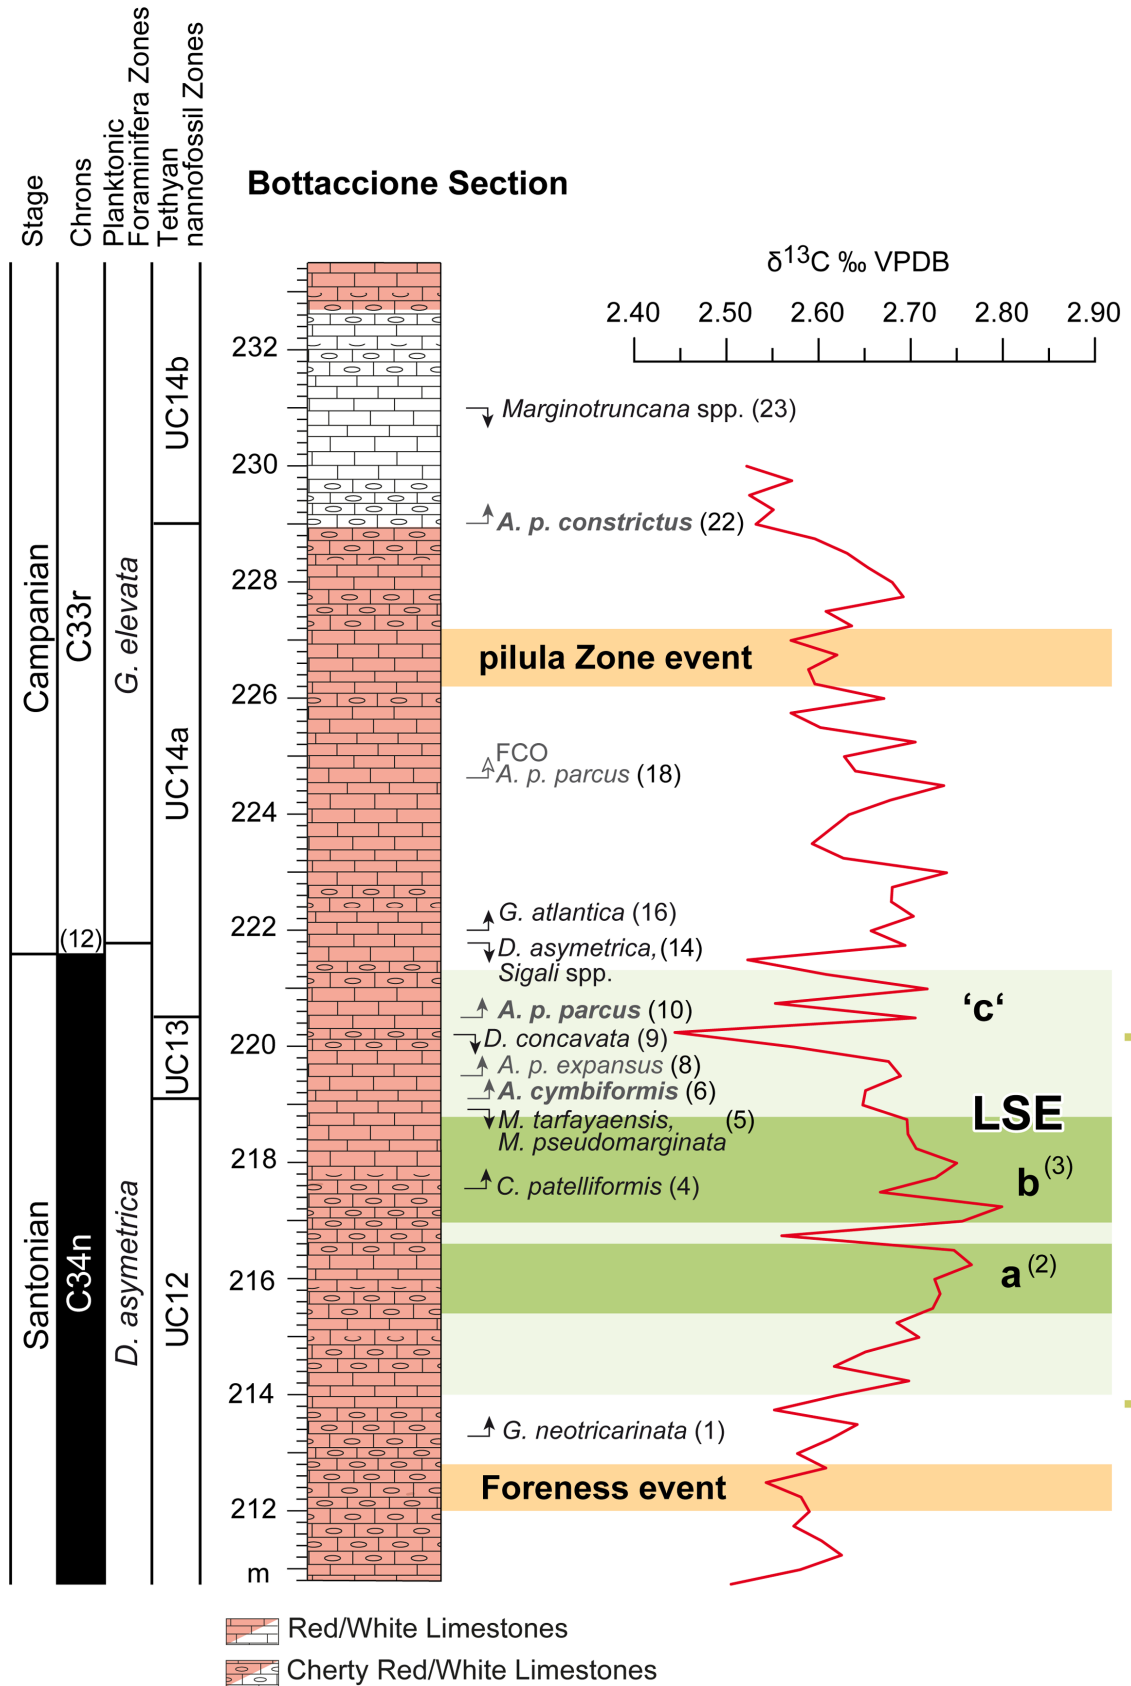 Stage
Chrons
Planktonic
Foraminifera Zones
Tethyan
nannofossil Zones
Bottaccione Section
δ13C ‰ VPDB
2.40 2.50 2.60 2.70 2.80 2.90
232
230
228
226
224
222
220
218
216
214
212
m
Campanian
Santonian
C33r
(12)
C34n
G. elevata
D. asymetrica
UC14b
UC14a
UC13
UC12
Marginotruncana spp. (23)
A. p. constrictus (22)
pilula Zone event
FCO
A. p. parcus (18)
G. atlantica (16)
D. asymetrica, (14)
Sigali spp.
A. p. parcus (10)
‘c‘
D. concavata (9)
A. p. expansus (8)
A. cymbiformis (6)
LSE
M. tarfayaensis, (5)
M. pseudomarginata
b (3)
C. patelliformis (4)
a (2)
G. neotricarinata (1)
Foreness event
Red/White Limestones
Cherty Red/White Limestones